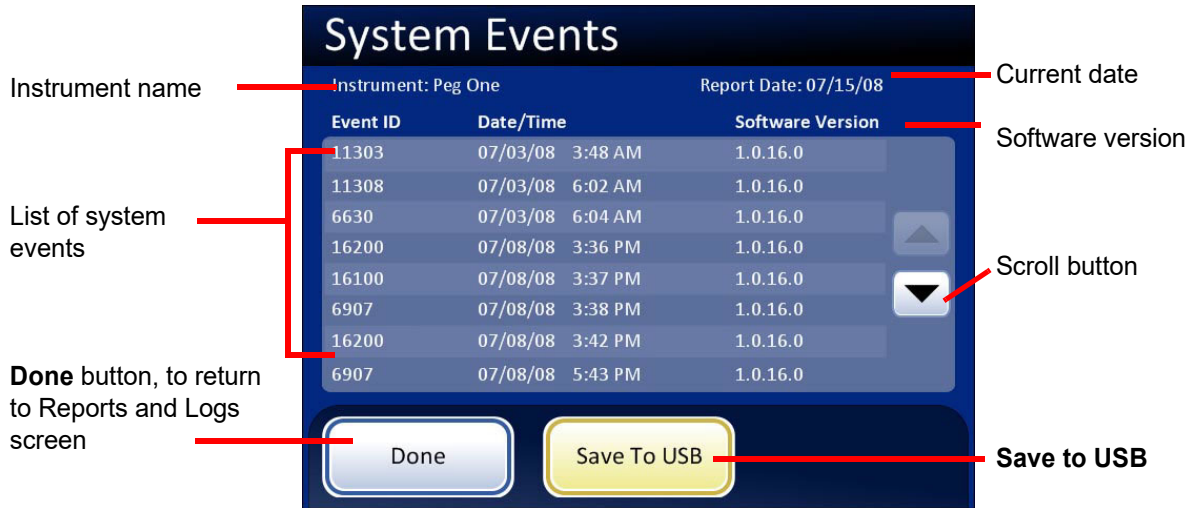 System Events
Instrument name
Instrument: Peg One
Report Date: 07/15/08
Current date
Event ID Date/Time Software Version
Software version
11303 07/03/08 3:48 AM 1.0.16.0
11308 07/03/08 6:02 AM 1.0.16.0
6630 07/03/08 6:04 AM 1.0.16.0
16200 07/08/08 3:36 PM 1.0.16.0
16100 07/08/08 3:37 PM 1.0.16.0
6907 07/08/08 3:38 PM 1.0.16.0
16200 07/08/08 3:42 PM 1.0.16.0
6907 07/08/08 5:43 PM 1.0.16.0
List of system
events
Scroll button
Done button, to return
to Reports and Logs
screen
Done
Save To USB
Save to USB